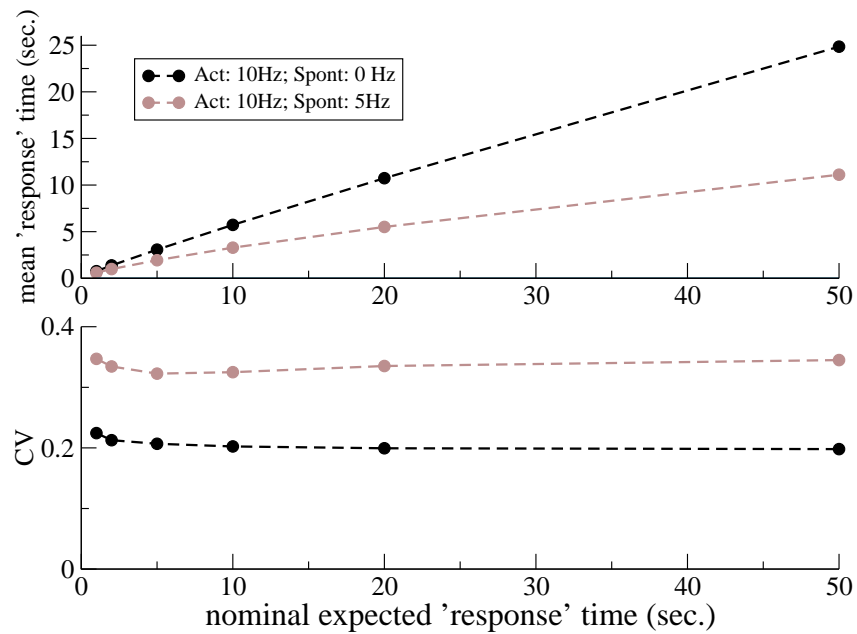 mean 'response' time (sec.)
25
20
15
10
5
0
Act: 10Hz; Spont: 0 Hz
Act: 10Hz; Spont: 5Hz
0 10 20 30 40 50
CV
0.4
0.2
0
0 10 20 30 40 50
nominal expected 'response' time (sec.)